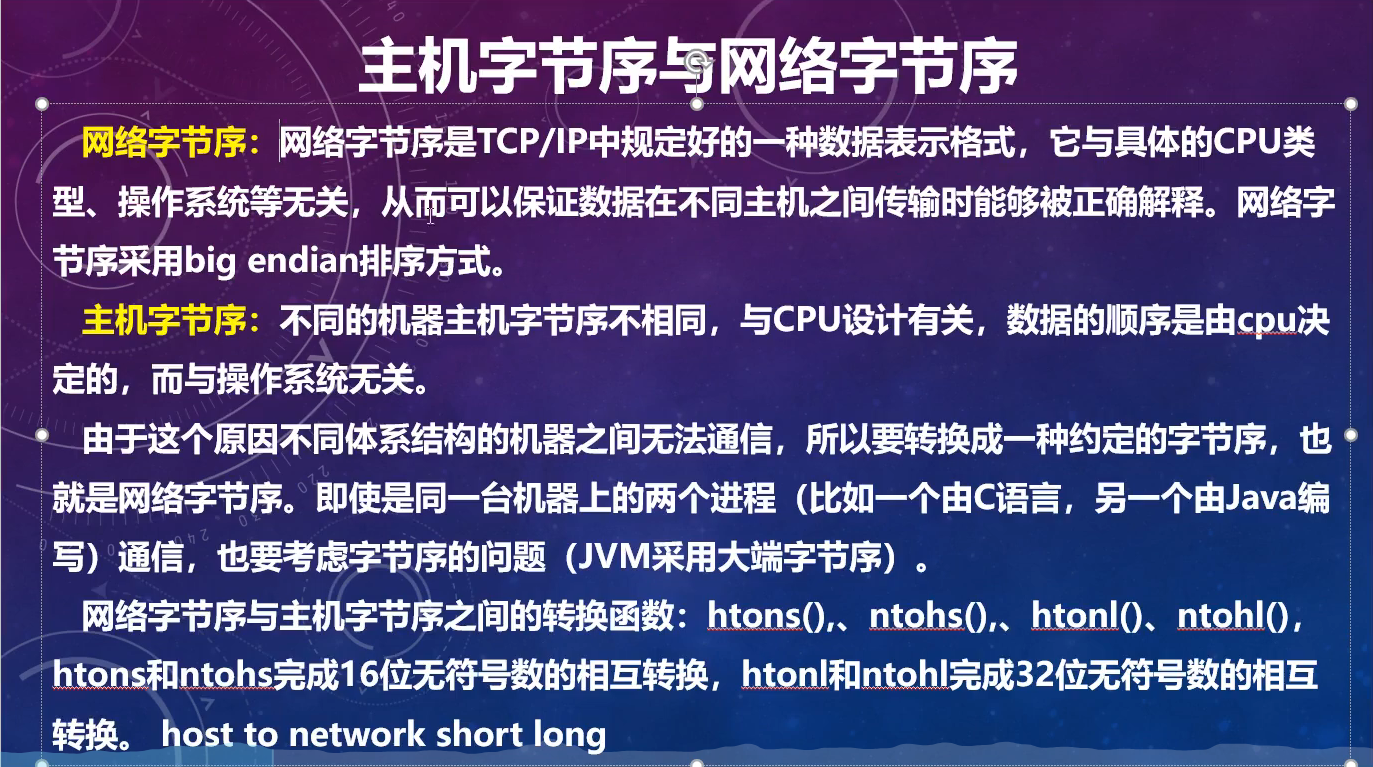 主机字节序与网络字节序
网络字节序：网络字节序是TCP/IP中规定好的一种数据表示格式，它与具体的CPU类
型、操作系统等无关，从而可以保证数据在不同主机之间传输时能够被正确解释。网络字
节序采用big endian排序方式。
主机字节序：不同的机器主机字节序不相同，与CPU设计有关，数据的顺序是由cpu决
定的，而与操作系统无关。
由于这个原因不同体系结构的机器之间无法通信，所以要转换成一种约定的字节序，也
就是网络字节序。即使是同一台机器上的两个进程（比如一个由C语言，另一个由Java编
写）通信，也要考虑字节序的问题（JVM采用大端字节序）。
网络字节序与主机字节序之间的转换函数：htons(),、ntohs(),、htonl()、ntohl()，
htons和ntohs完成16位无符号数的相互转换，htonl和ntohl完成32位无符号数的相互
转换。 host to network short long